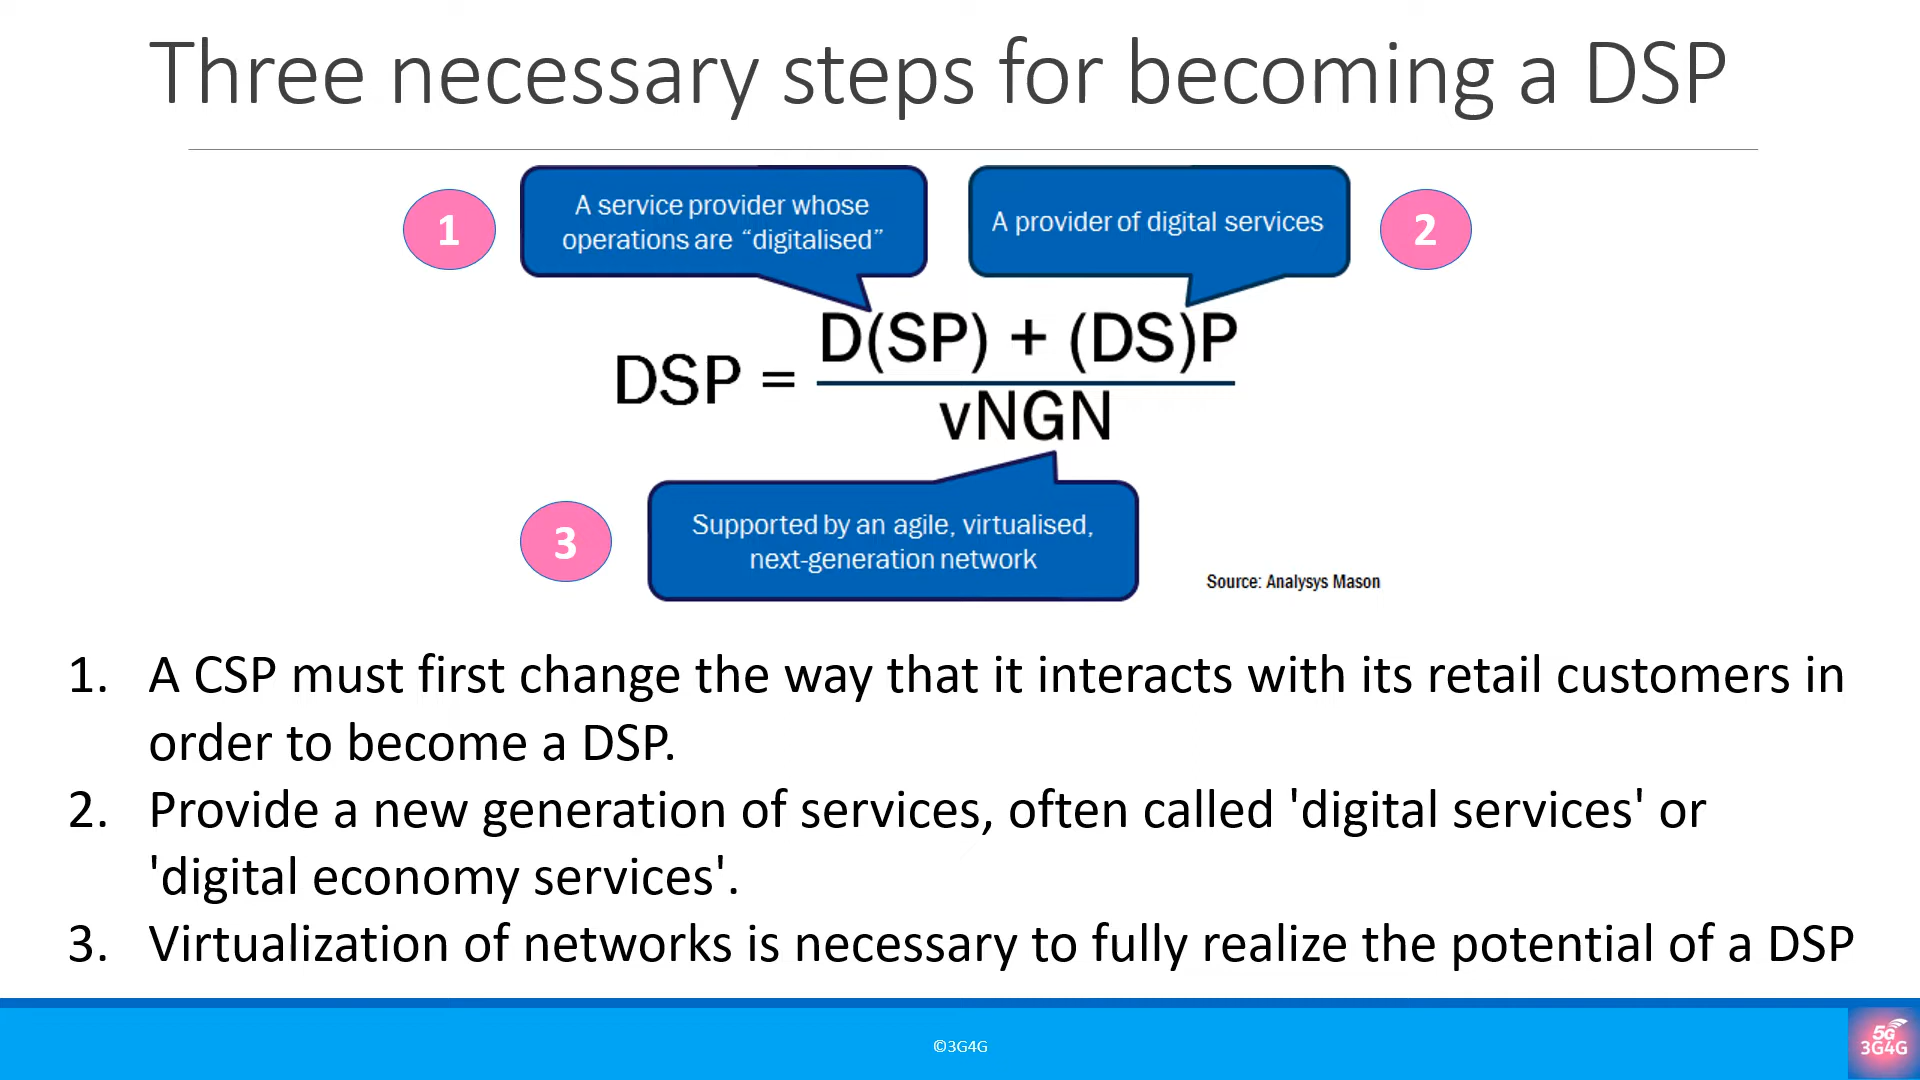 Three necessary steps for becoming a DSP
1
A service provider whose
operations are “digitalised”
A provider of digital services
2
DSP =
D(SP) + (DS)P
vNGN
3
Supported by an agile, virtualised,
next-generation network
Source: Analysys Mason
1. A CSP must first change the way that it interacts with its retail customers in
order to become a DSP.
2. Provide a new generation of services, often called 'digital services' or
'digital economy services'.
3. Virtualization of networks is necessary to fully realize the potential of a DSP
©3G4G
5G
3G4G